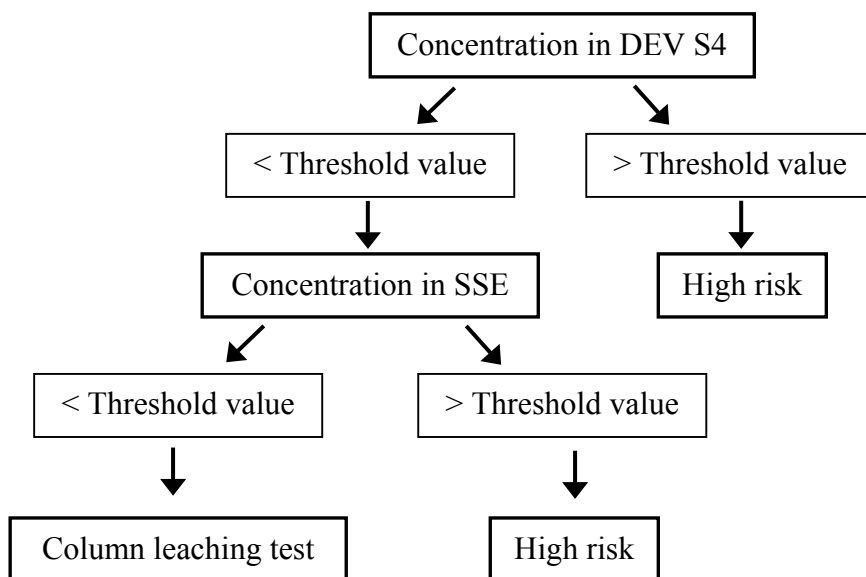 Concentration in DEV S4
< Threshold value
> Threshold value
Concentration in SSE
High risk
< Threshold value
> Threshold value
Column leaching test
High risk